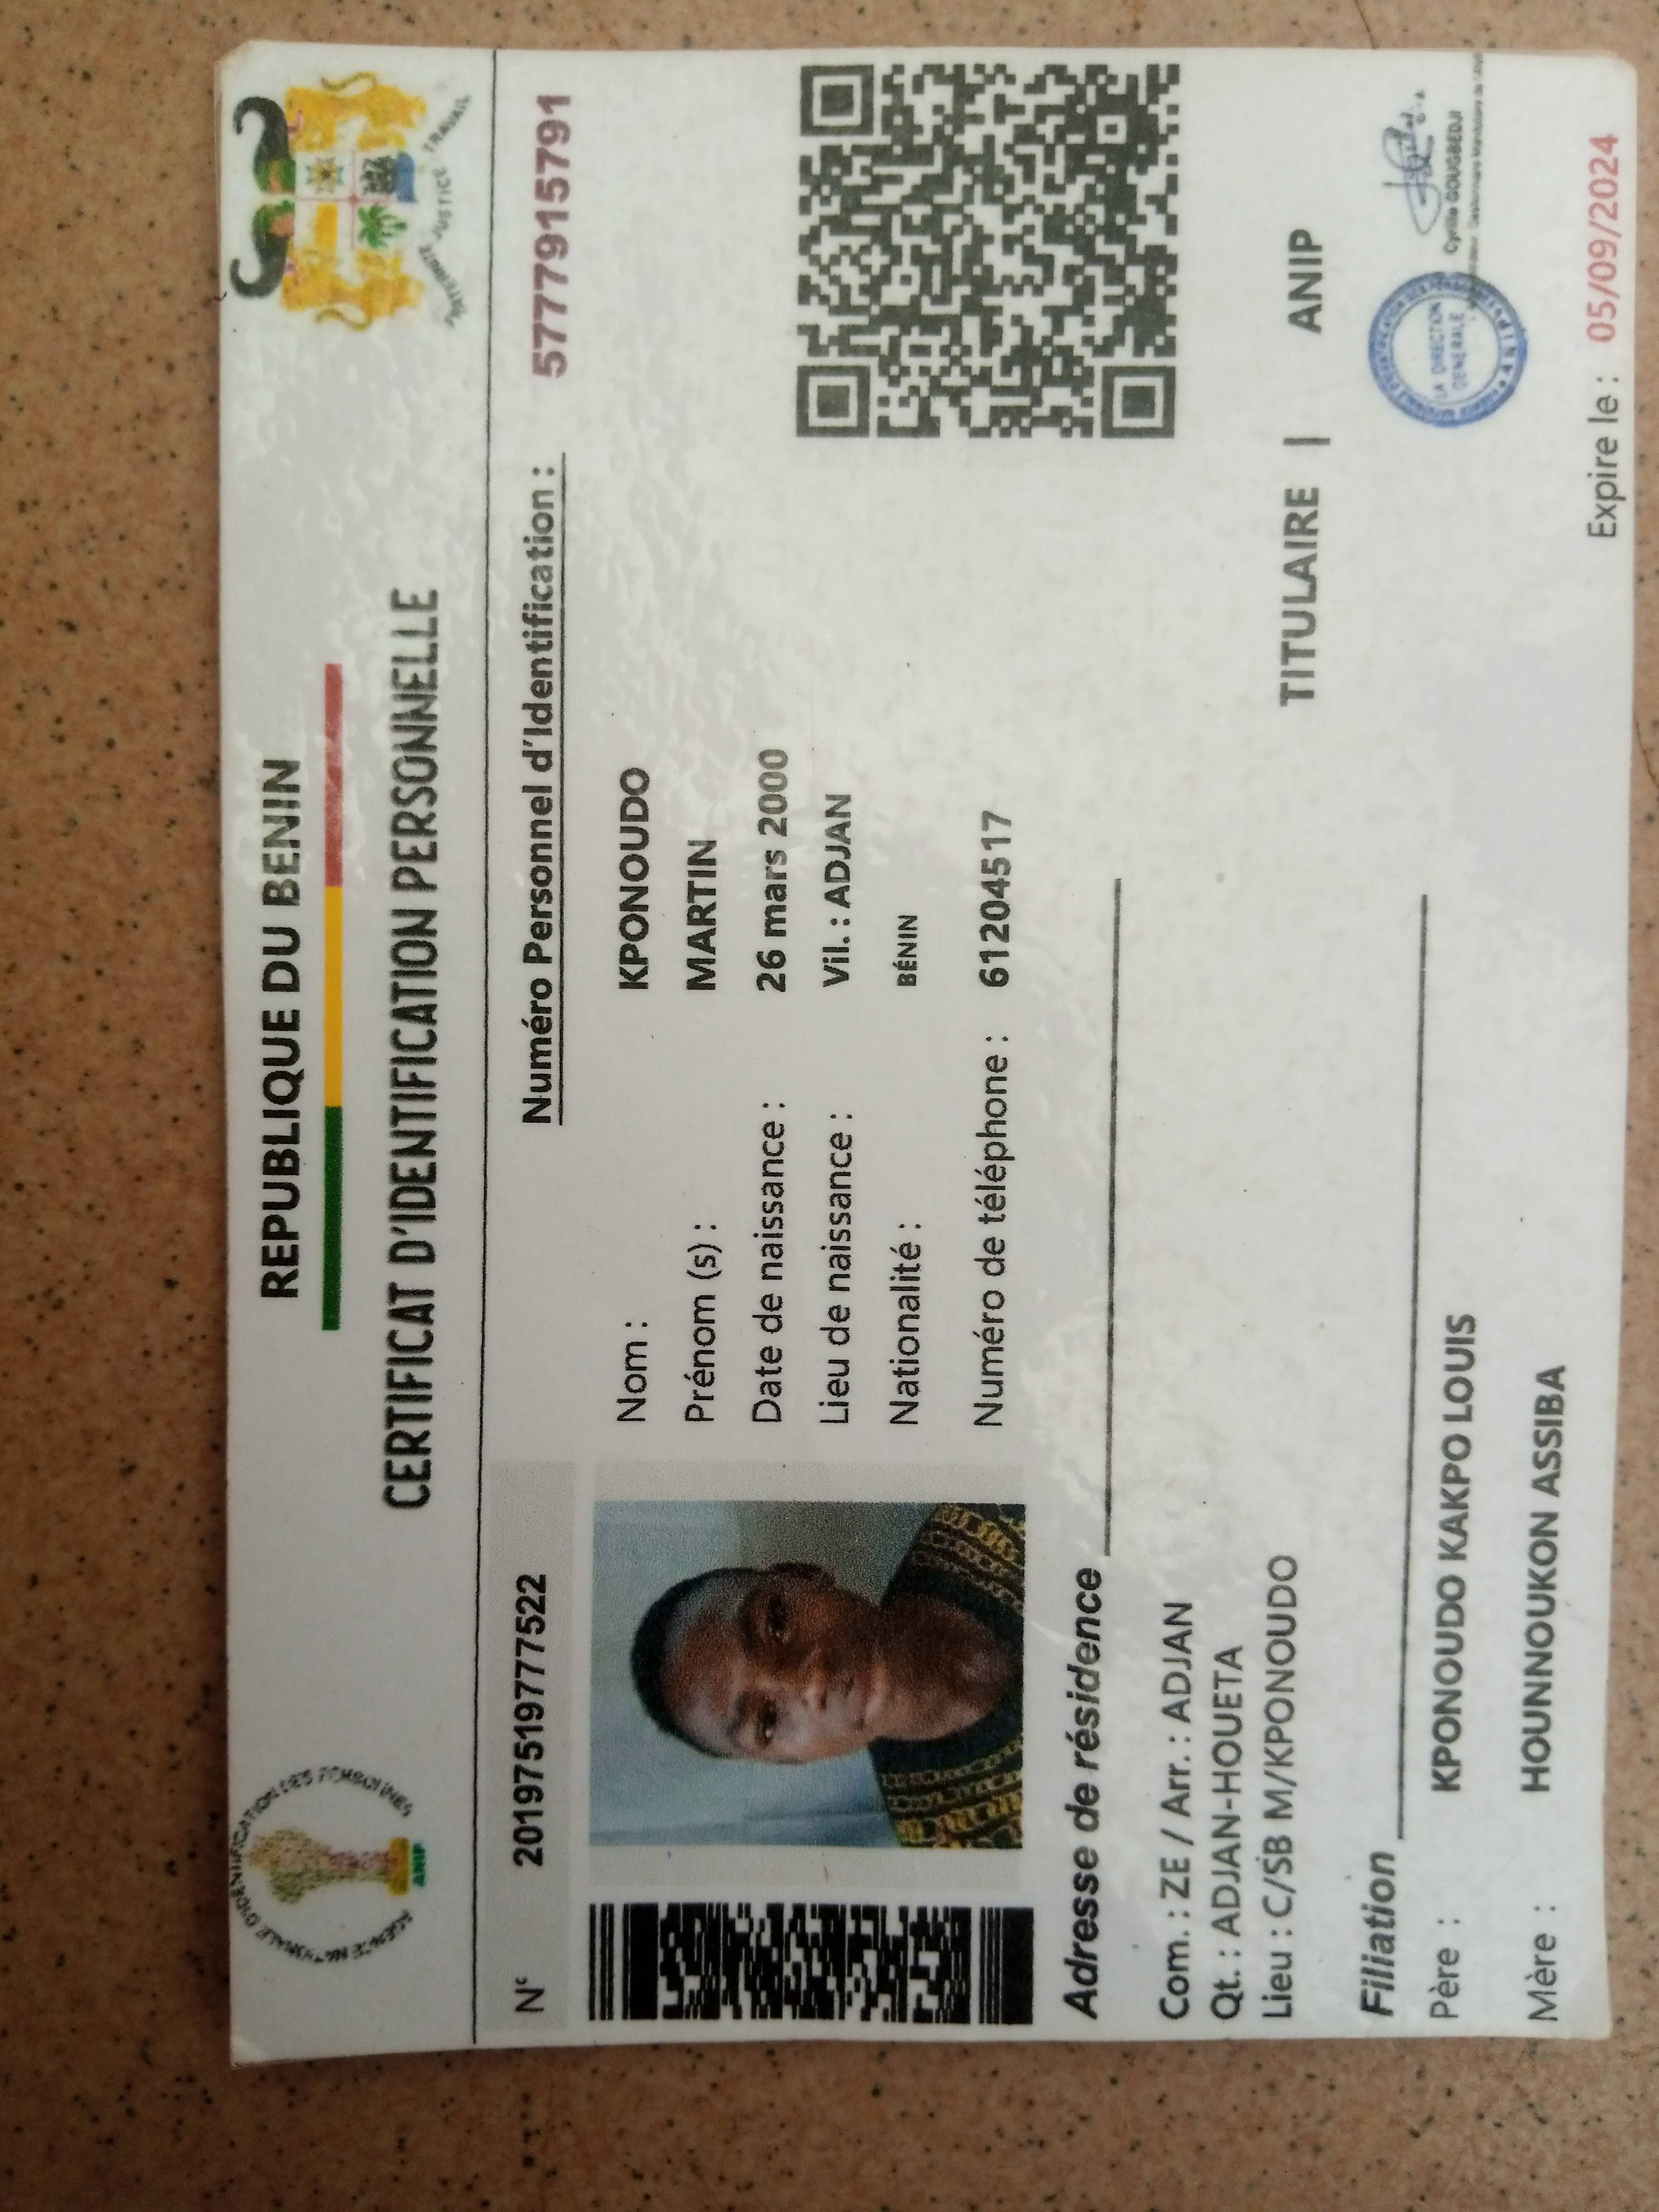 AGENCE NATIONALE D'IDENTIFICATION DES PERSONNES
ANIP
REPUBLIQUE DU BENIN
CERTIFICAT D'IDENTIFICATION PERSONNELLE
FRATERNITE JUSTICE TRAVAIL
N° 2019751977522
Numéro Personnel d'Identification : 5777915791
Nom : KPONOUDO
Prénom (s) : MARTIN
Date de naissance : 26 mars 2000
Lieu de naissance : Vil. : ADJAN
Nationalité : BÉNIN
Numéro de téléphone : 61204517
Adresse de résidence
Com. : ZE / Arr. : ADJAN
Qt. : ADJAN-HOUETA
Lieu : C/SB M/KPONOUDO
TITULAIRE | ANIP
Filiation
Père : KPONOUDO KAKPO LOUIS
Mère : HOUNNOUKON ASSIBA
LA DIRECTION
GENERALE
ANIP
Cyrille GOUGBEDJI
Expire le : 05/09/2024